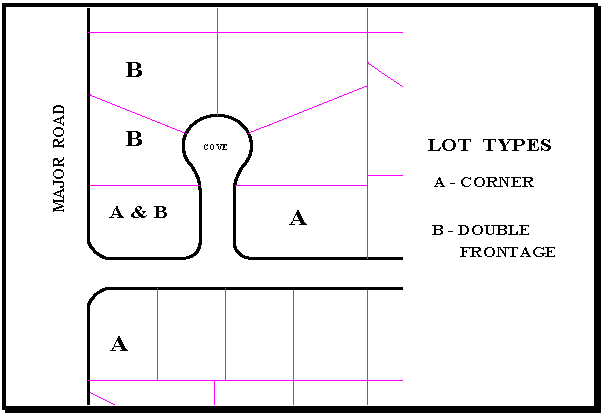 B
MAJOR ROAD
B
COVE
A & B
A
A
LOT TYPES
A - CORNER
B - DOUBLE
FRONTAGE